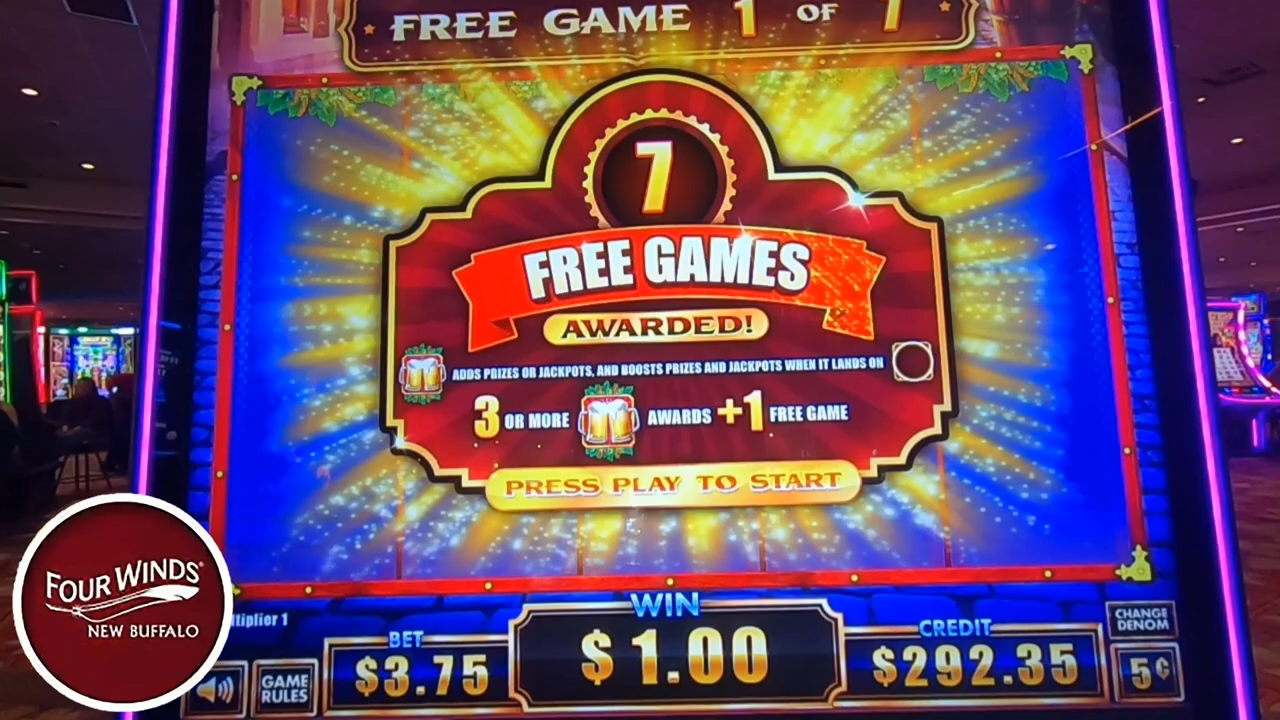 FREE GAME 1 OF 7
7
FREE GAMES
AWARDED!
ADDS PRIZES OR JACKPOTS, AND BOOSTS PRIZES AND JACKPOTS WHEN IT LANDS ON
3 OR MORE AWARDS +1 FREE GAME
PRESS PLAY TO START
FOUR WINDS
NEW BUFFALO
WIN
$1.00
BET
$3.75
CREDIT
$292.35
GAME
RULES
CHANGE
DENOM
5¢